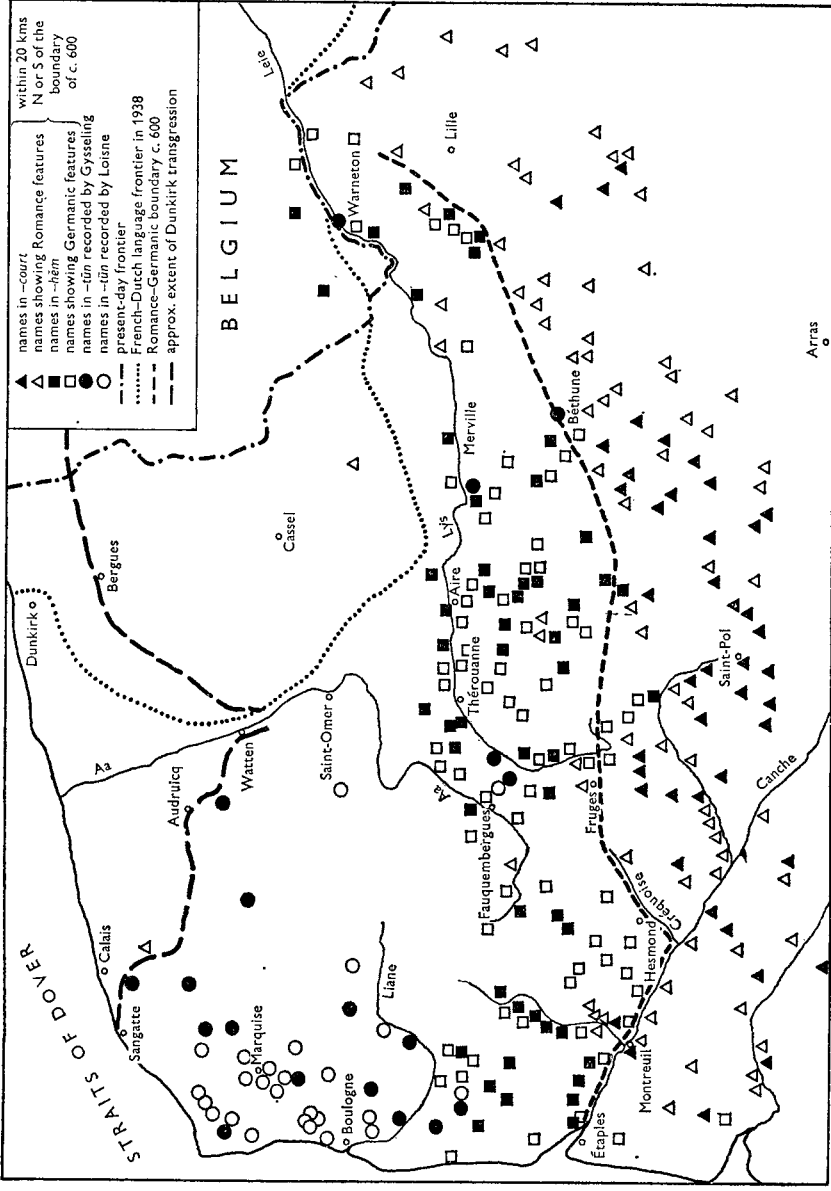 names in –court
names showing Romance features
names in –hēm
names showing Germanic features
within 20 kms
N or S of the
boundary
of c. 600
names in –tūn recorded by Gysseling
names in –tūn recorded by Loisne
present-day frontier
French–Dutch language frontier in 1938
Romance–Germanic boundary c. 600
approx. extent of Dunkirk transgression
STRAITS OF DOVER
BELGIUM
Dunkirk
Bergues
Calais
Sangatte
Aa
Audruicq
Watten
Cassel
Leie
Saint-Omer
Marquise
Boulogne
Liane
Aa
Fauquembergues
Thérouanne
Aire
Lys
Merville
Warneton
Lille
Béthune
Fruges
Créquoise
Hesmond
Étaples
Montreuil
Canche
Saint-Pol
Arras